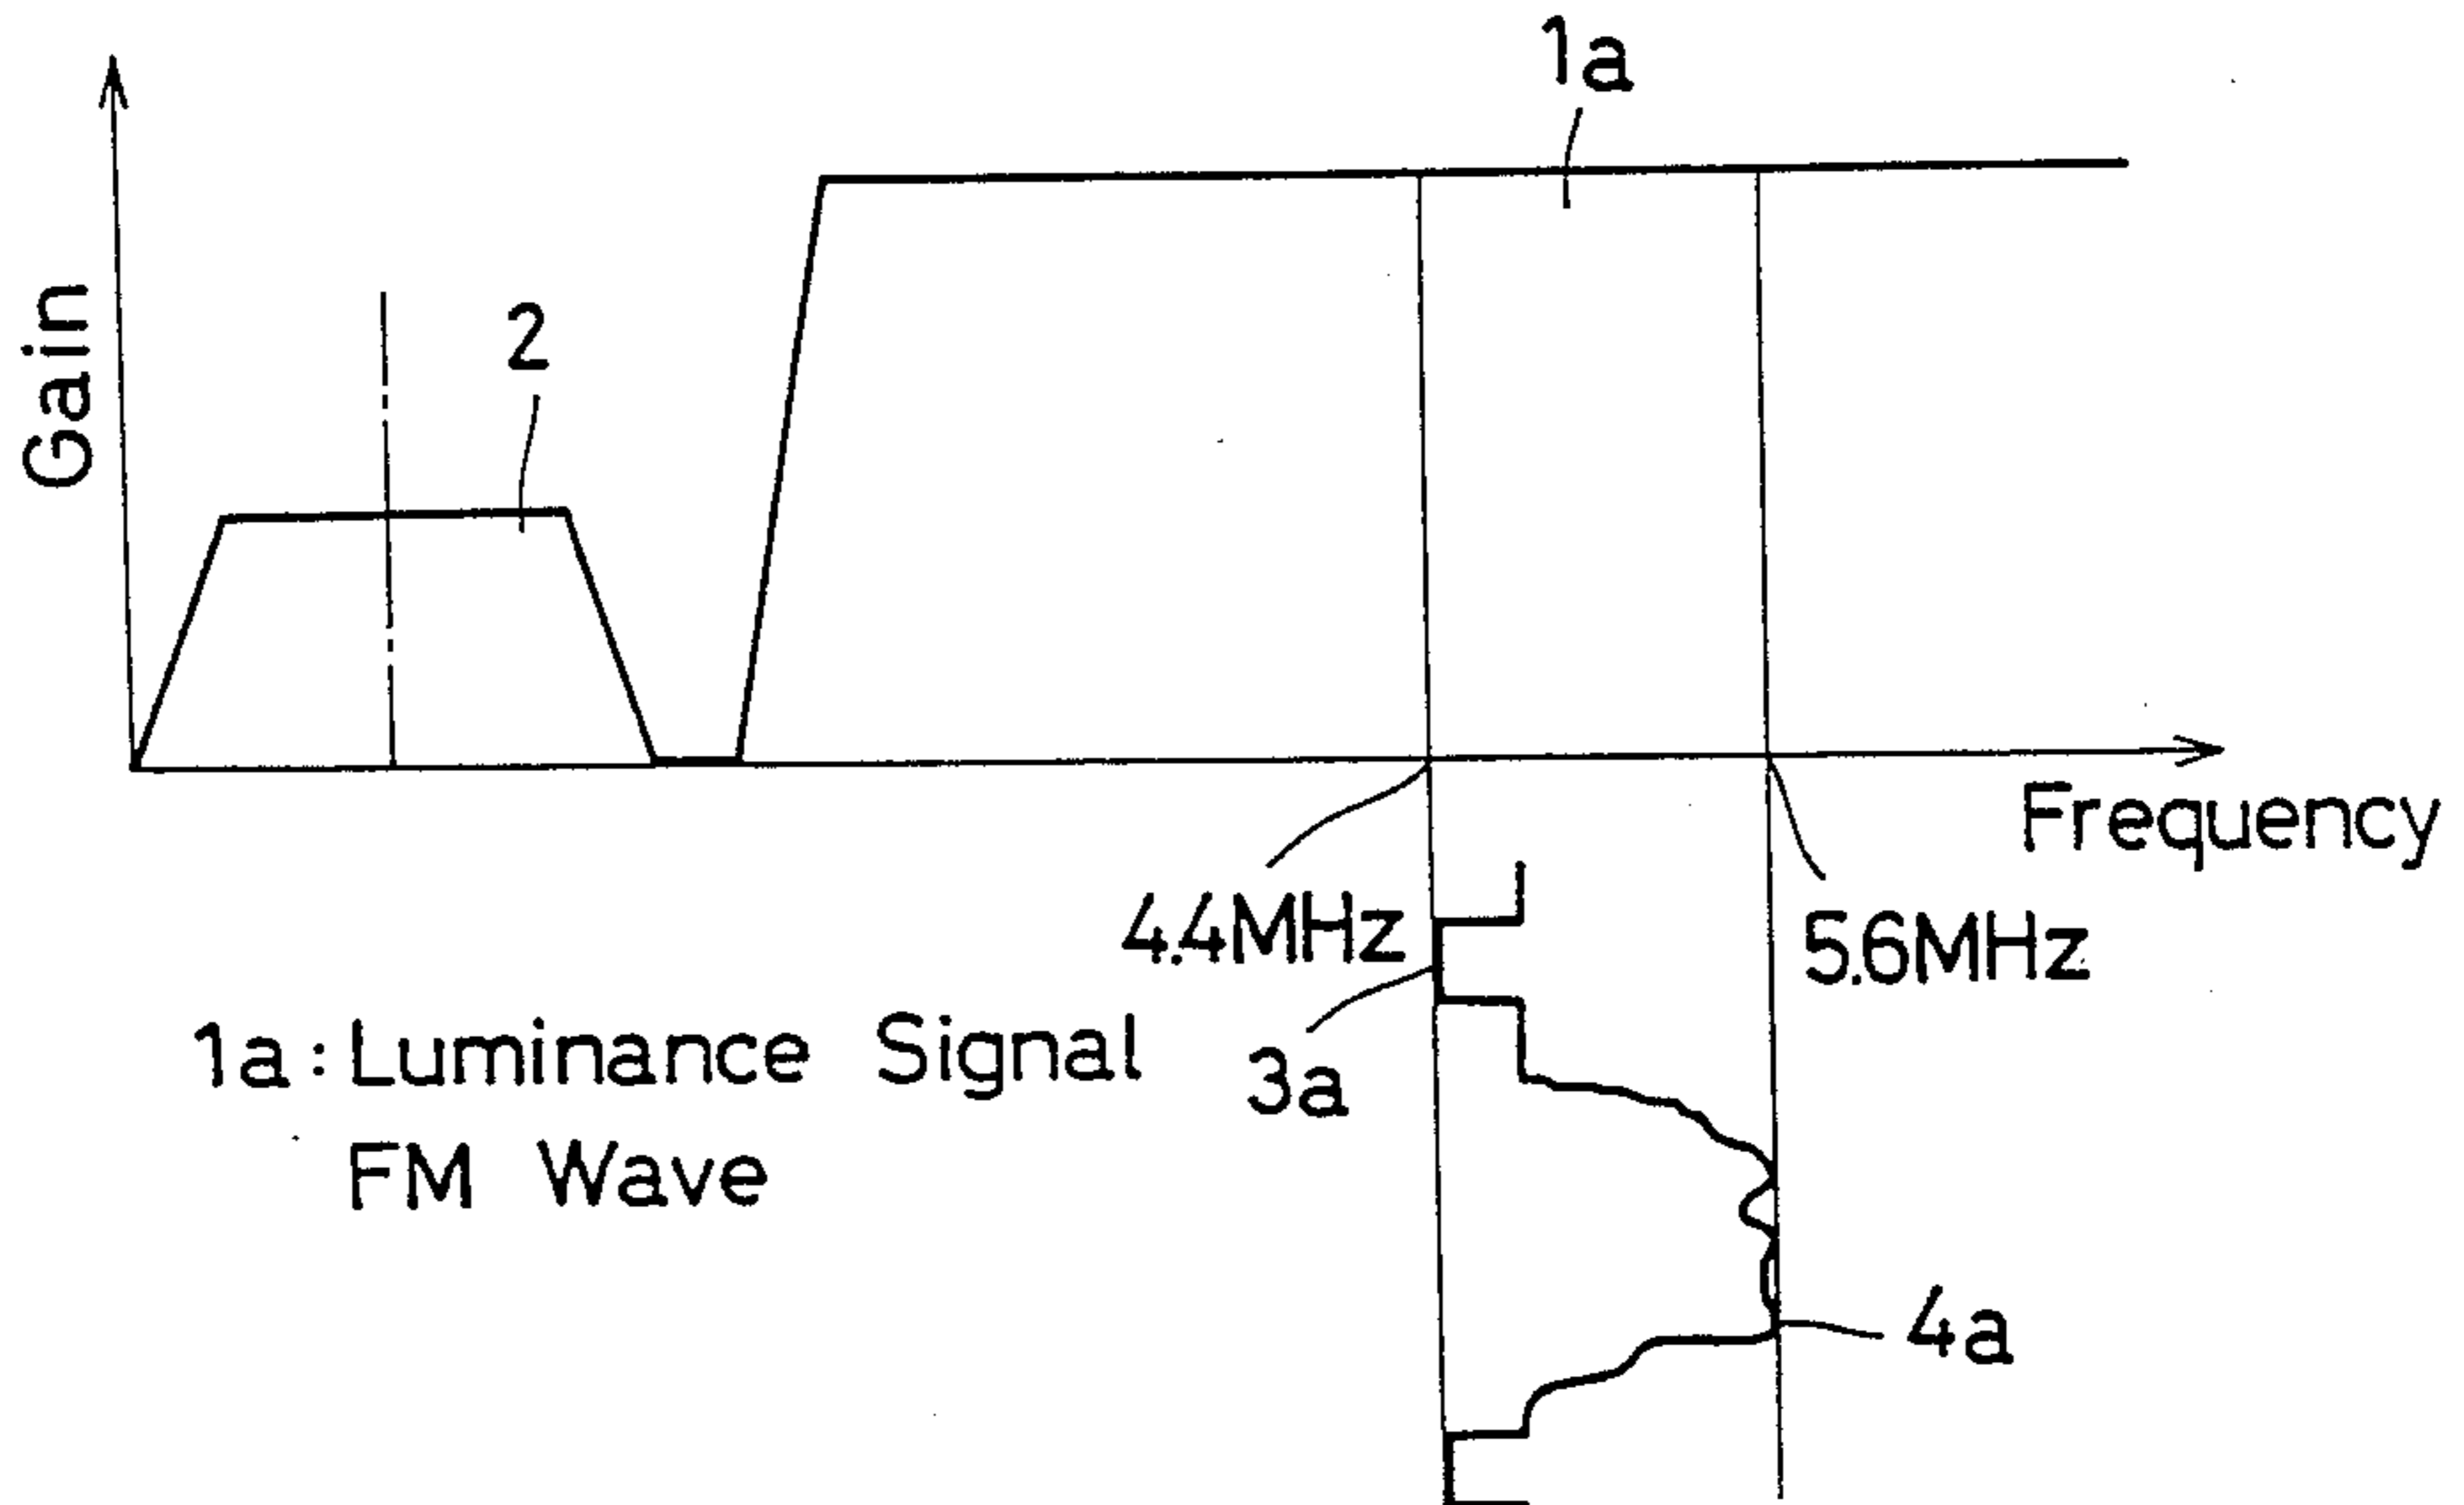 1a
Gain
2
Frequency
4.4MHz
5.6MHz
3a
1a: Luminance Signal
FM Wave
4a